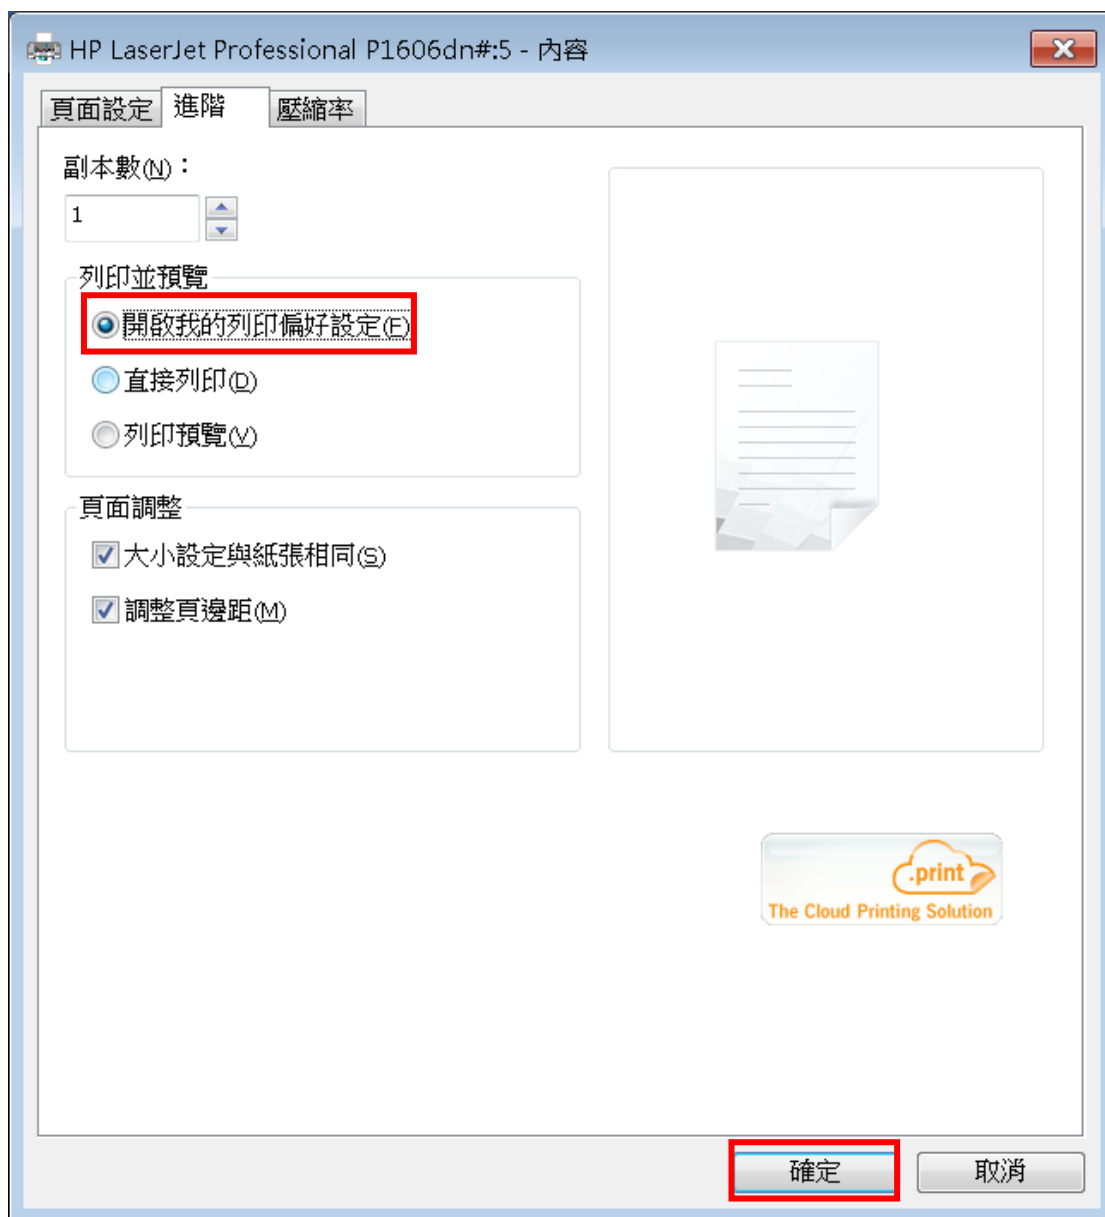 HP LaserJet Professional P1606dn#:5 - 內容
頁面設定 進階 壓縮率
副本數(N)：
1
列印並預覽
開啟我的列印偏好設定(E)
直接列印(D)
列印預覽(V)
頁面調整
大小設定與紙張相同(S)
調整頁邊距(M)
.print
The Cloud Printing Solution
確定 取消